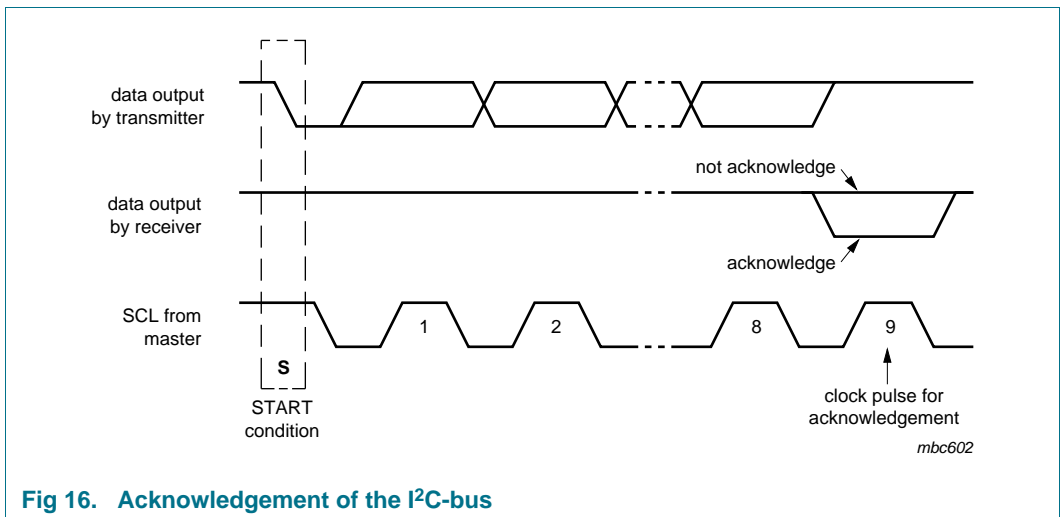 data output
by transmitter
not acknowledge
data output
by receiver
acknowledge
SCL from
master
1
2
8
9
S
START
condition
clock pulse for
acknowledgement
mbc602
Fig 16. Acknowledgement of the I²C-bus